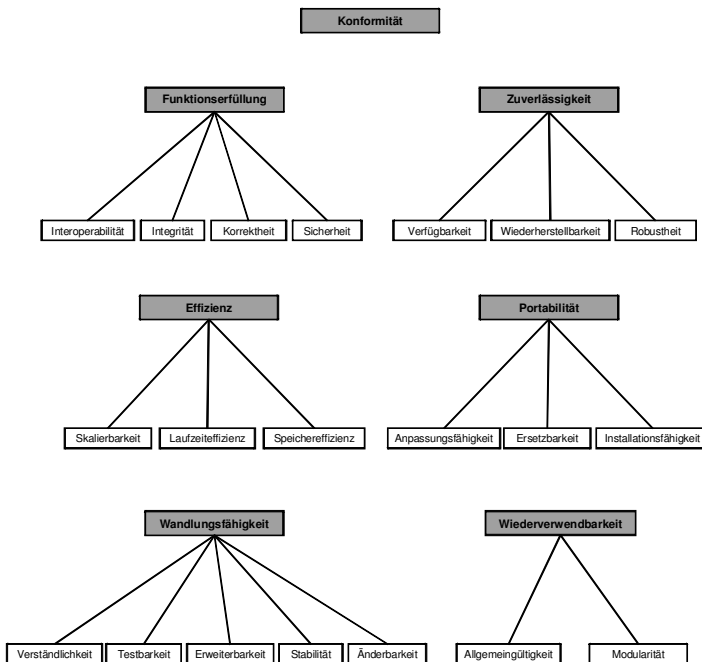 Konformität
Funktionserfüllung
Zuverlässigkeit
Interoperabilität
Integrität
Korrektheit
Sicherheit
Verfügbarkeit
Wiederherstellbarkeit
Robustheit
Effizienz
Portabilität
Skalierbarkeit
Laufzeiteffizienz
Speichereffizienz
Anpassungsfähigkeit
Ersetzbarkeit
Installationsfähigkeit
Wandlungsfähigkeit
Wiederverwendbarkeit
Verständlichkeit
Testbarkeit
Erweiterbarkeit
Stabilität
Änderbarkeit
Allgemeingültigkeit
Modularität